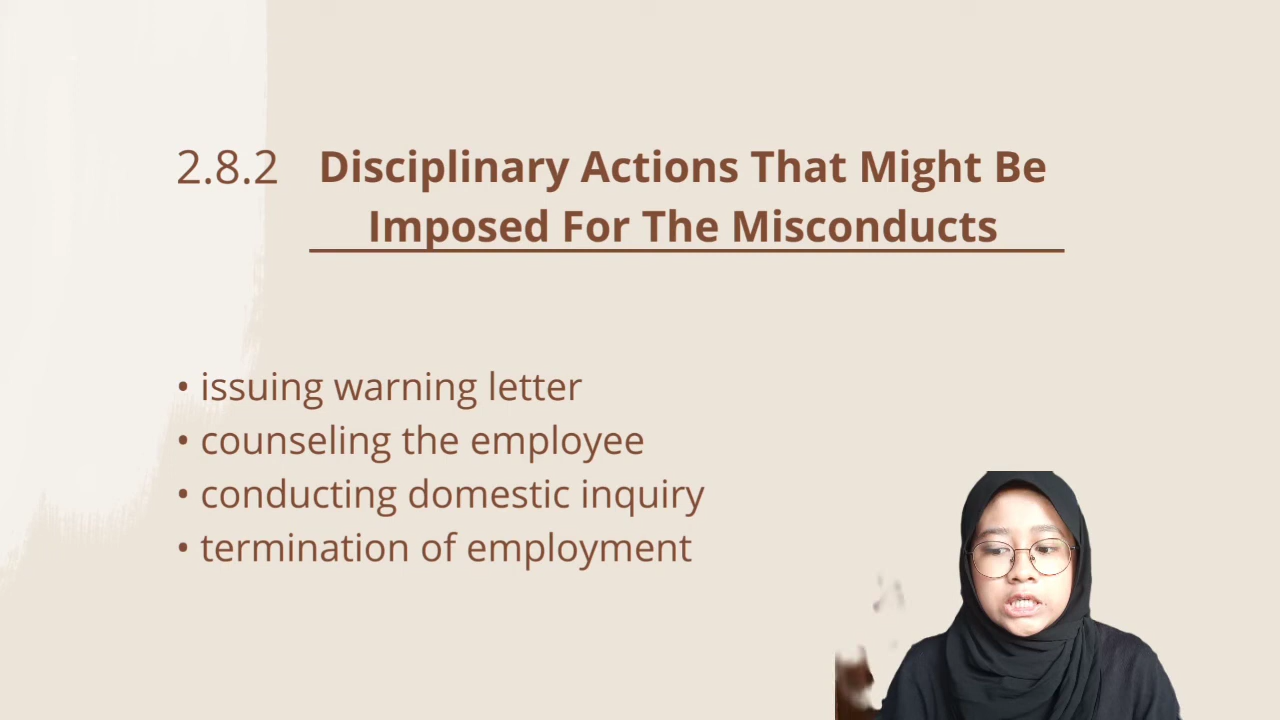 2.8.2 Disciplinary Actions That Might Be
Imposed For The Misconducts
• issuing warning letter
• counseling the employee
• conducting domestic inquiry
• termination of employment